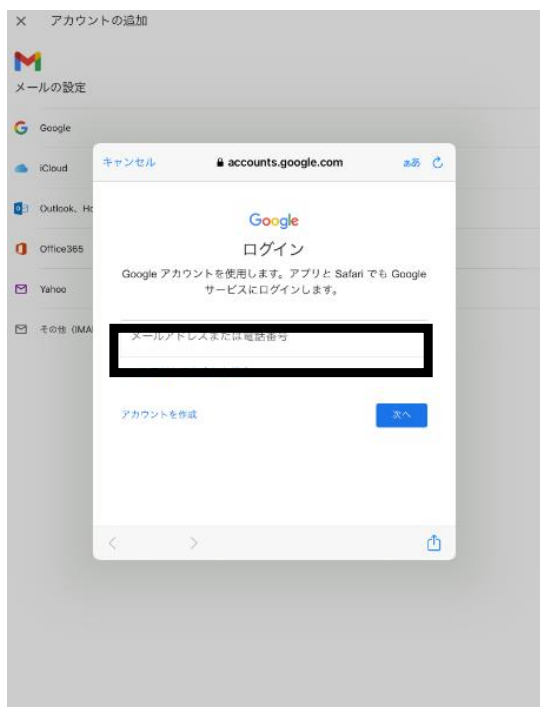 × アカウントの追加
メールの設定
Google
iCloud
Outlook、
Office365
Yahoo
その他
キャンセル accounts.google.com ぁあ
Google
ログイン
Google アカウントを使用します。アプリと Safari でも Google
サービスにログインします。
メールアドレスまたは電話番号
アカウントを作成 次へ